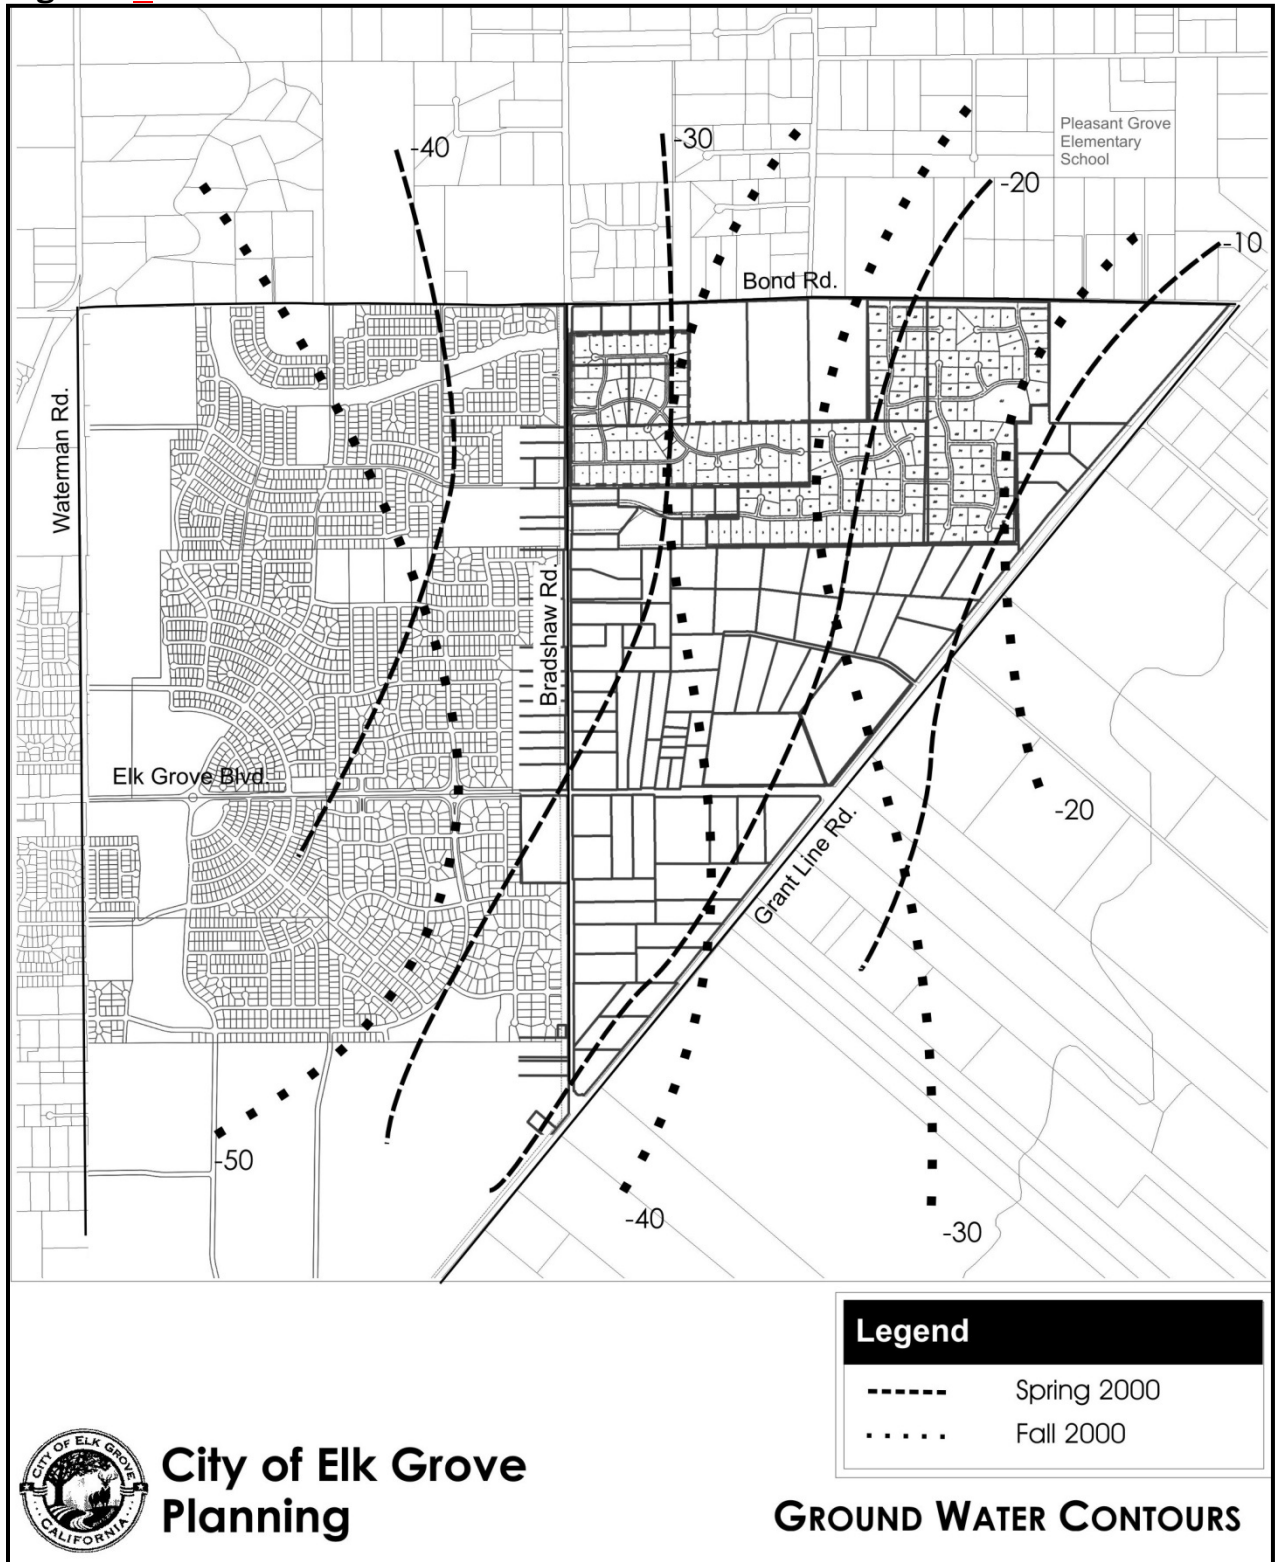 -40
-30
Pleasant Grove
Elementary
School
-20
-10
Bond Rd.
Waterman Rd.
Bradshaw Rd.
Elk Grove Blvd.
-20
Grant Line Rd.
-50
-40
-30
Legend
Spring 2000
Fall 2000
CITY OF ELK GROVE
CALIFORNIA
City of Elk Grove
Planning
GROUND WATER CONTOURS